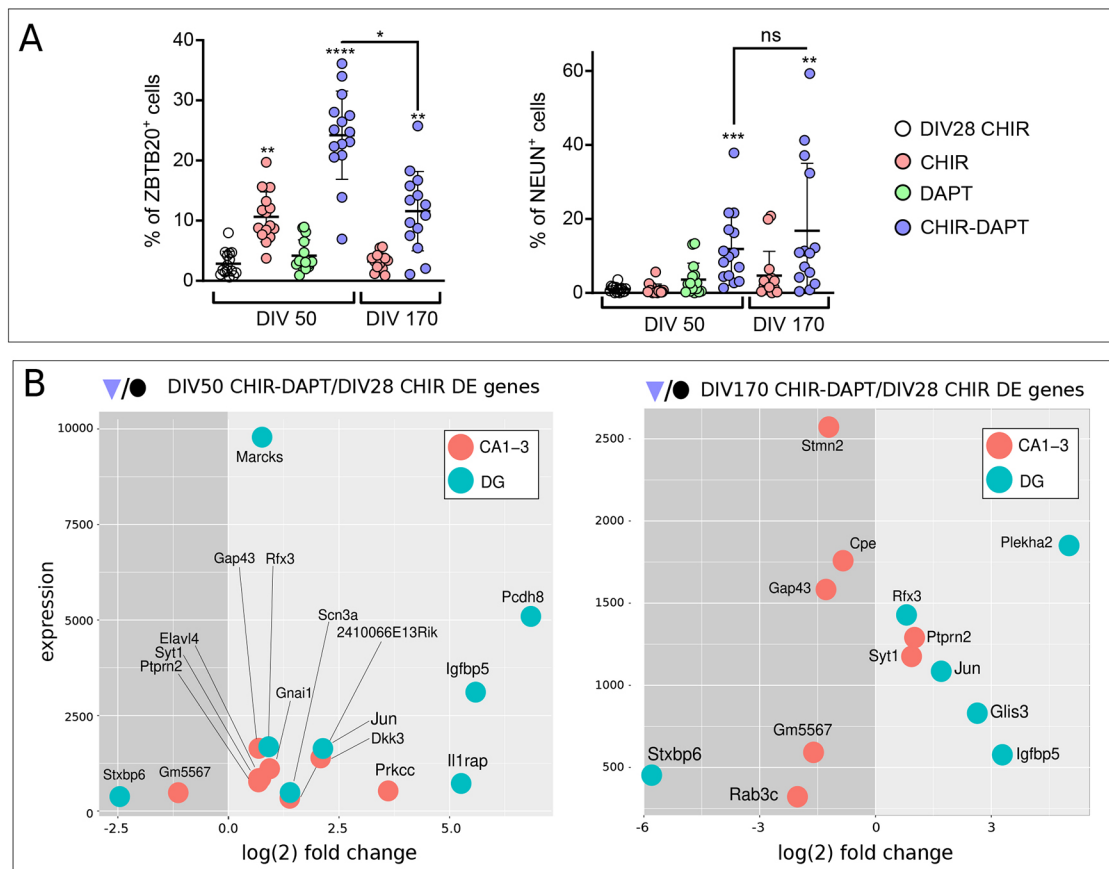 A
% of ZBTB20+ cells
40
30
20
10
0
**
****
*
**
DIV 50
DIV 170
% of NEUN+ cells
60
40
20
0
***
ns
**
DIV 50
DIV 170
DIV28 CHIR
CHIR
DAPT
CHIR-DAPT
B
/
DIV50 CHIR-DAPT/DIV28 CHIR DE genes
expression
10000
7500
5000
2500
0
-2.5
0.0
2.5
5.0
log(2) fold change
CA1-3
DG
Marcks
Gap43
Rfx3
Scn3a
2410066E13Rik
Elavl4
Syt1
Ptprn2
Gnai1
Pcdh8
Igfbp5
Jun
Dkk3
Il1rap
Prkcc
Stxbp6
Gm5567
/
DIV170 CHIR-DAPT/DIV28 CHIR DE genes
2500
2000
1500
1000
500
-6
-3
0
3
log(2) fold change
CA1-3
DG
Stmn2
Cpe
Plekha2
Gap43
Rfx3
Ptprn2
Syt1
Jun
Glis3
Gm5567
Igfbp5
Stxbp6
Rab3c